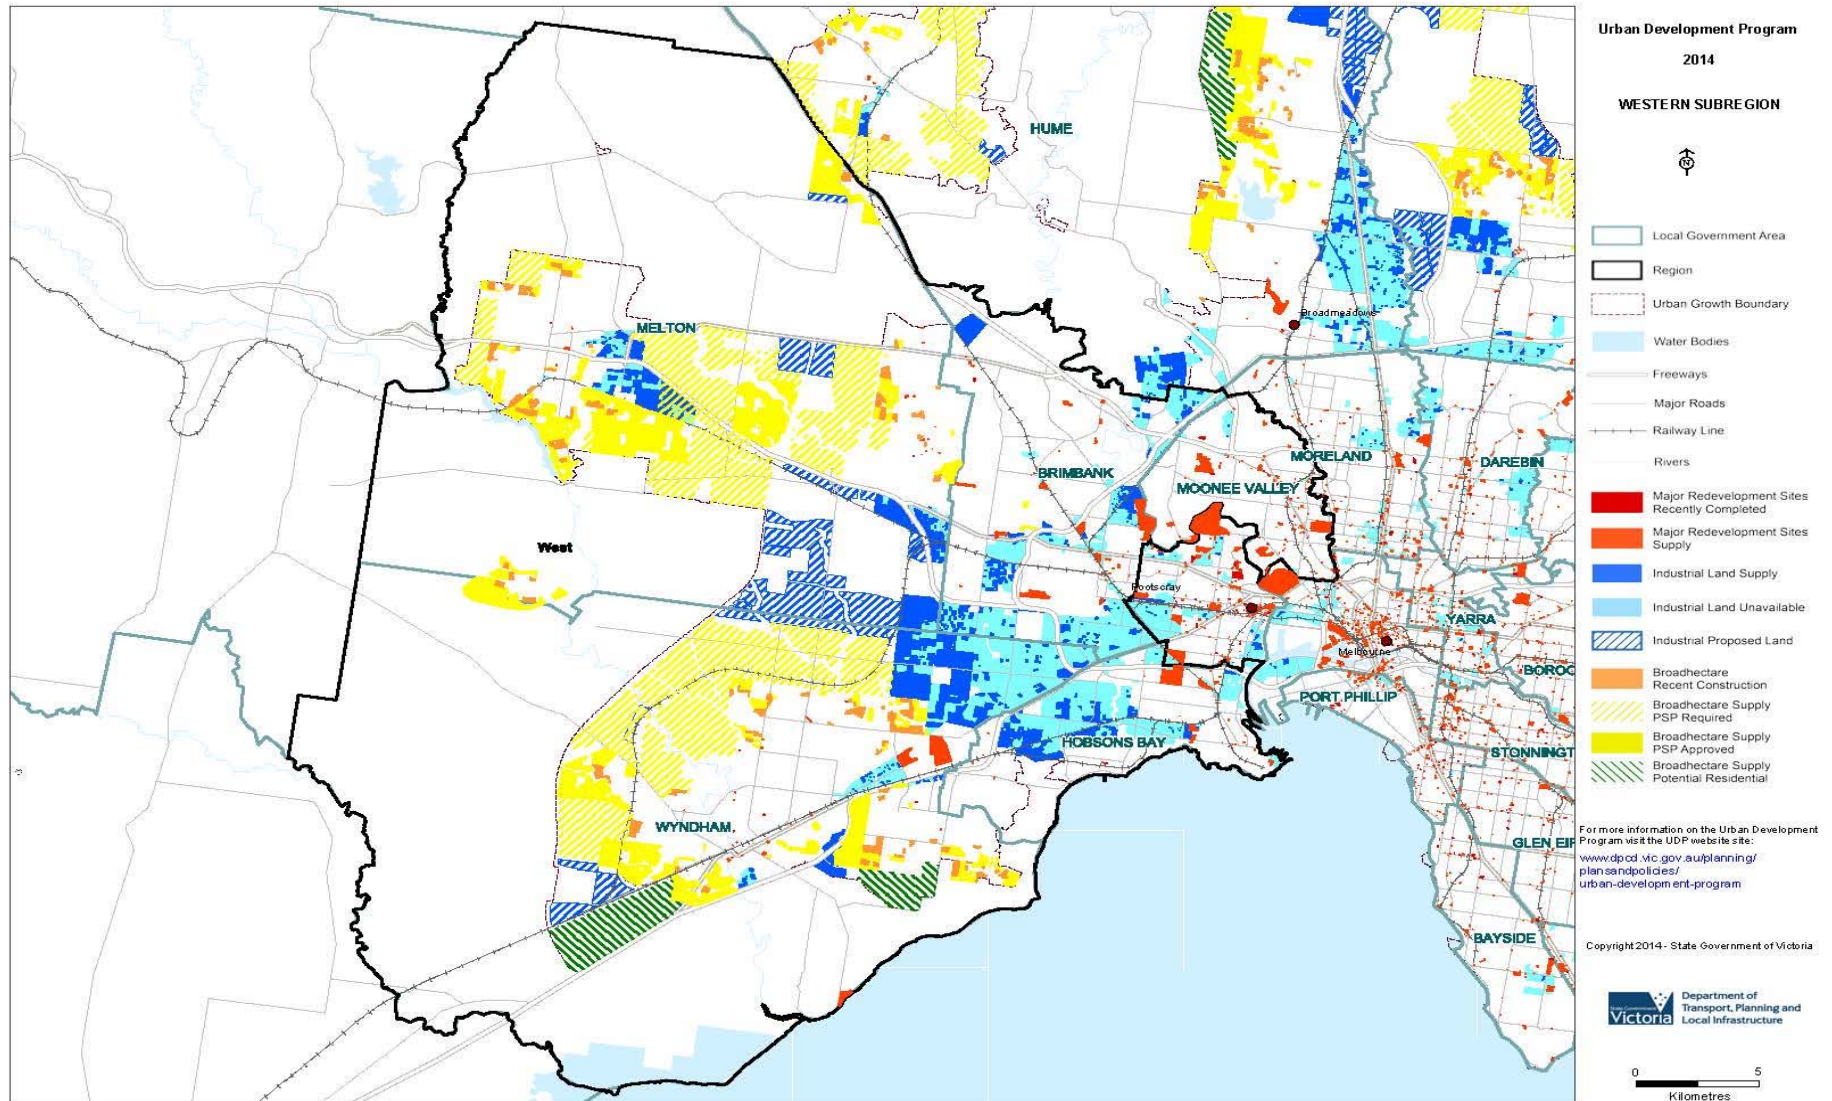 Urban Development Program
2014
WESTERN SUBREGION
N
Local Government Area
Region
Urban Growth Boundary
Water Bodies
Freeways
Major Roads
Railway Line
Rivers
Major Redevelopment Sites
Recently Completed
Major Redevelopment Sites
Supply
Industrial Land Supply
Industrial Land Unavailable
Industrial Proposed Land
Broadhectare
Recent Construction
Broadhectare Supply
PSP Required
Broadhectare Supply
PSP Approved
Broadhectare Supply
Potential Residential
For more information on the Urban Development
Program visit the UDP website site:
www.dpcd.vic.gov.au/planning/
plansandpolicies/
urban-development-program
Copyright 2014 - State Government of Victoria
State Government
Victoria
Department of
Transport, Planning and
Local Infrastructure
0 5
Kilometres
HUME
Broadmeadows
MELTON
BRIMBANK
MORELAND
DAREBIN
MOONEE VALLEY
West
Footscray
YARRA
Melbourne
BOROO
PORT PHILLIP
HOBSONS BAY
STONNINGT
WYNDHAM
GLEN EIF
BAYSIDE